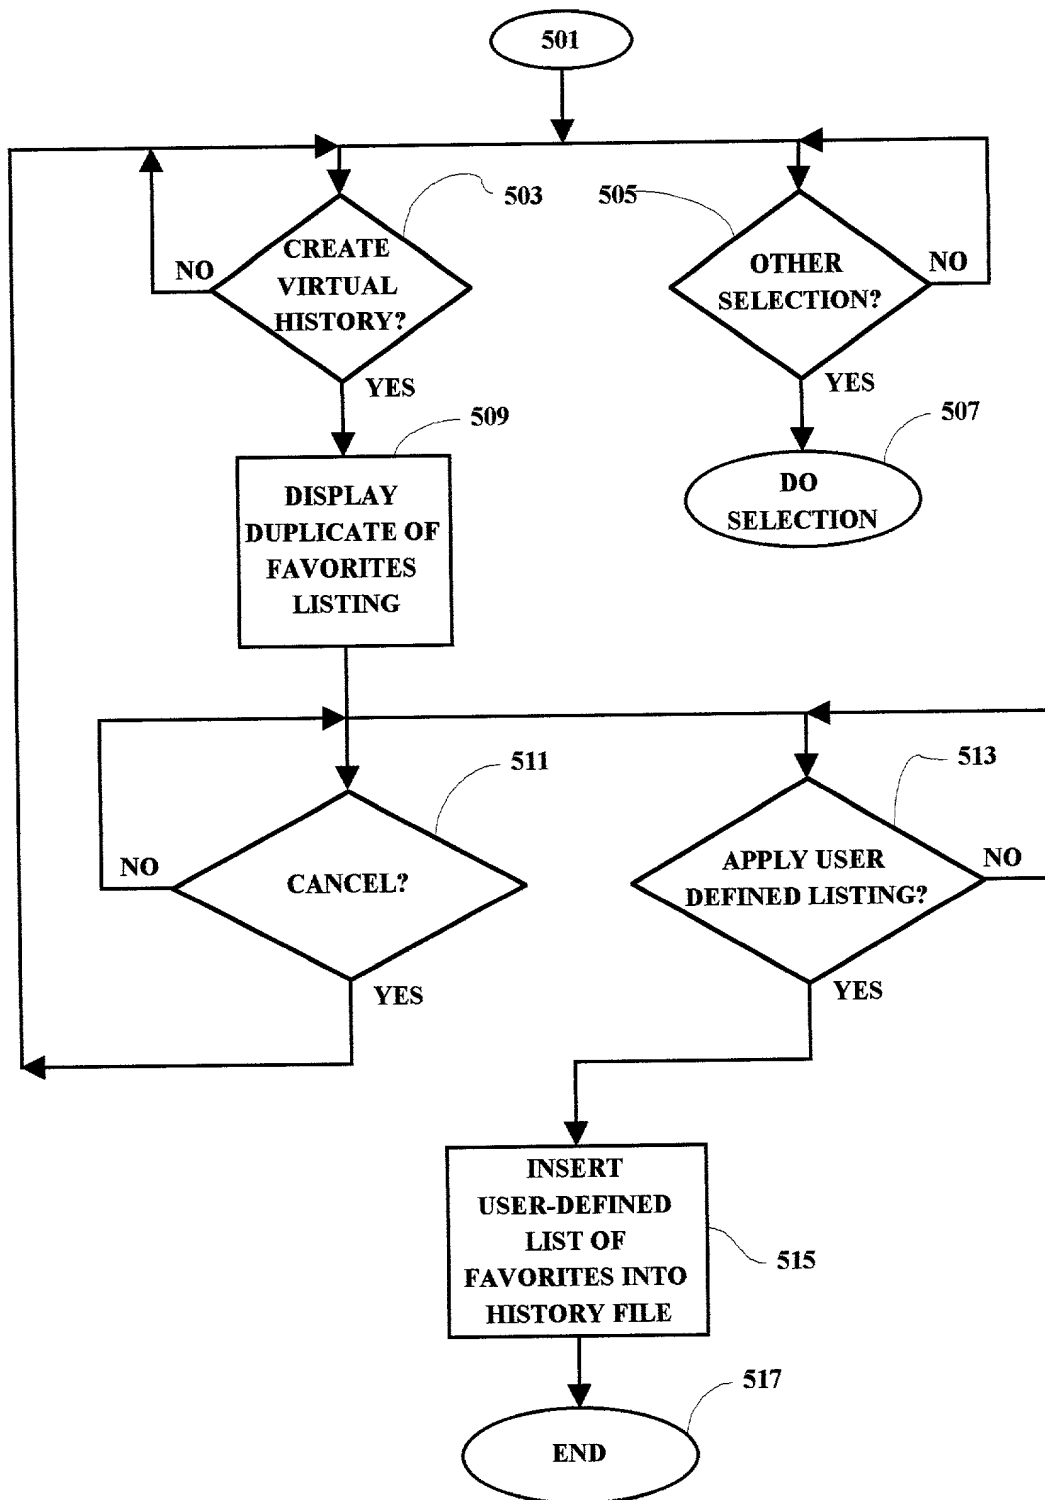 501
503
505
CREATE
VIRTUAL
HISTORY?
NO
OTHER
SELECTION?
NO
YES
YES
509
507
DISPLAY
DUPLICATE OF
FAVORITES
LISTING
DO
SELECTION
511
513
CANCEL?
NO
APPLY USER
DEFINED LISTING?
NO
YES
YES
INSERT
USER-DEFINED
LIST OF
FAVORITES INTO
HISTORY FILE
515
517
END